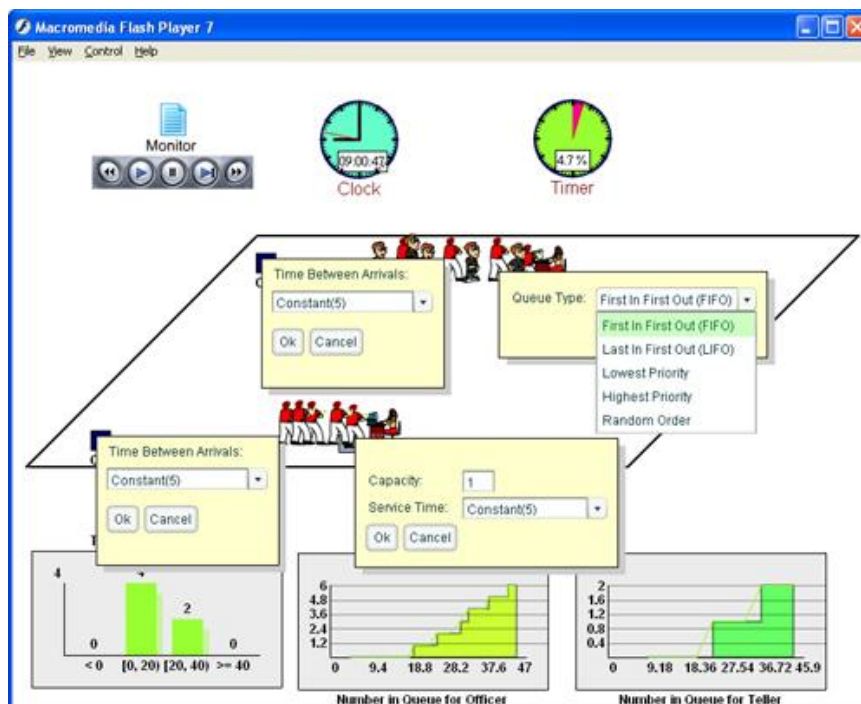 Macromedia Flash Player 7
File View Control Help
Monitor
09:00:47
Clock
4.7 %
Timer
Time Between Arrivals:
Constant(5)
Ok Cancel
Queue Type: First In First Out (FIFO)
First In First Out (FIFO)
Last In First Out (LIFO)
Lowest Priority
Highest Priority
Random Order
Time Between Arrivals:
Constant(5)
Ok Cancel
Capacity: 1
Service Time: Constant(5)
Ok Cancel
4
0
4
2
0
< 0 [0, 20) [20, 40) >= 40
6
4.8
3.6
2.4
1.2
0 9.4 18.8 28.2 37.6 47
Number in Queue for Officer
2
1.6
1.2
0.8
0.4
0 9.18 18.36 27.54 36.72 45.9
Number in Queue for Teller